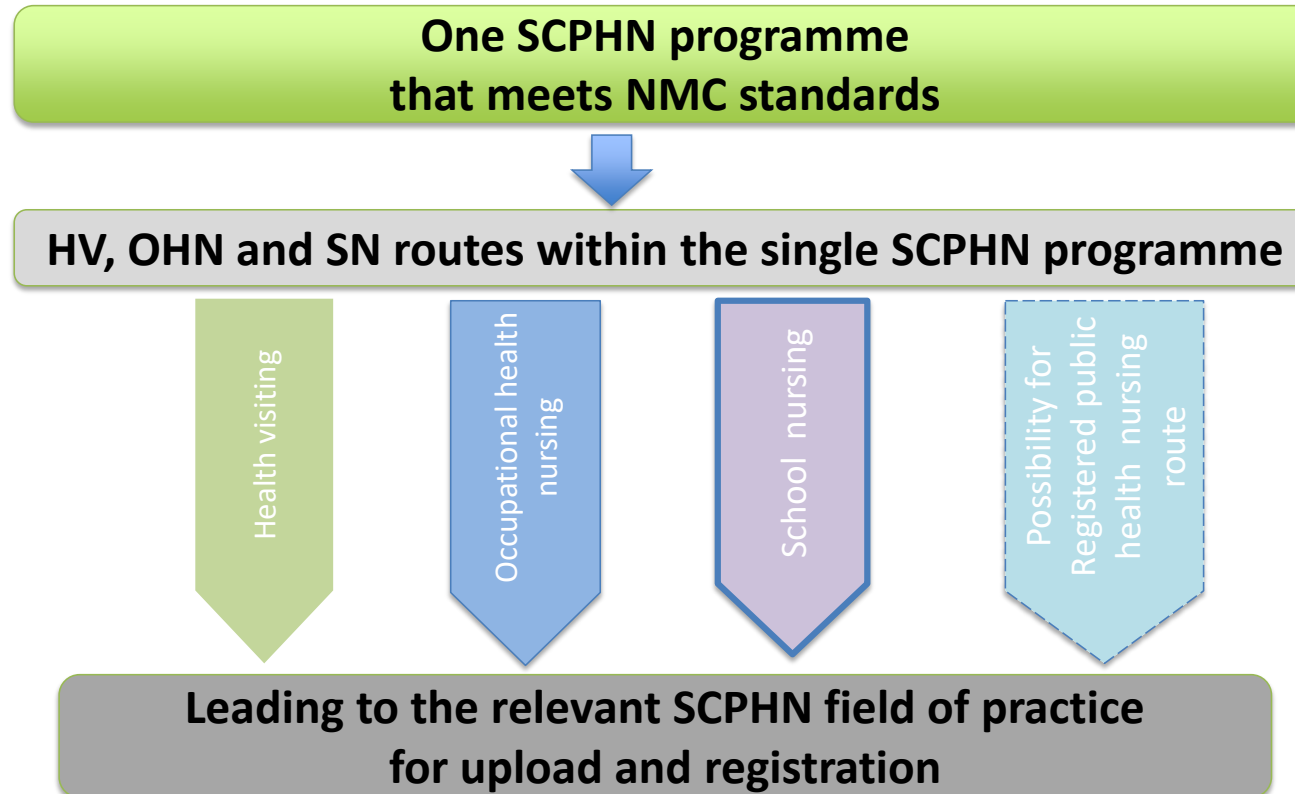 One SCPHN programme
that meets NMC standards
HV, OHN and SN routes within the single SCPHN programme
Health visiting
Occupational health
nursing
School nursing
Possibility for
Registered public
health nursing
route
Leading to the relevant SCPHN field of practice
for upload and registration